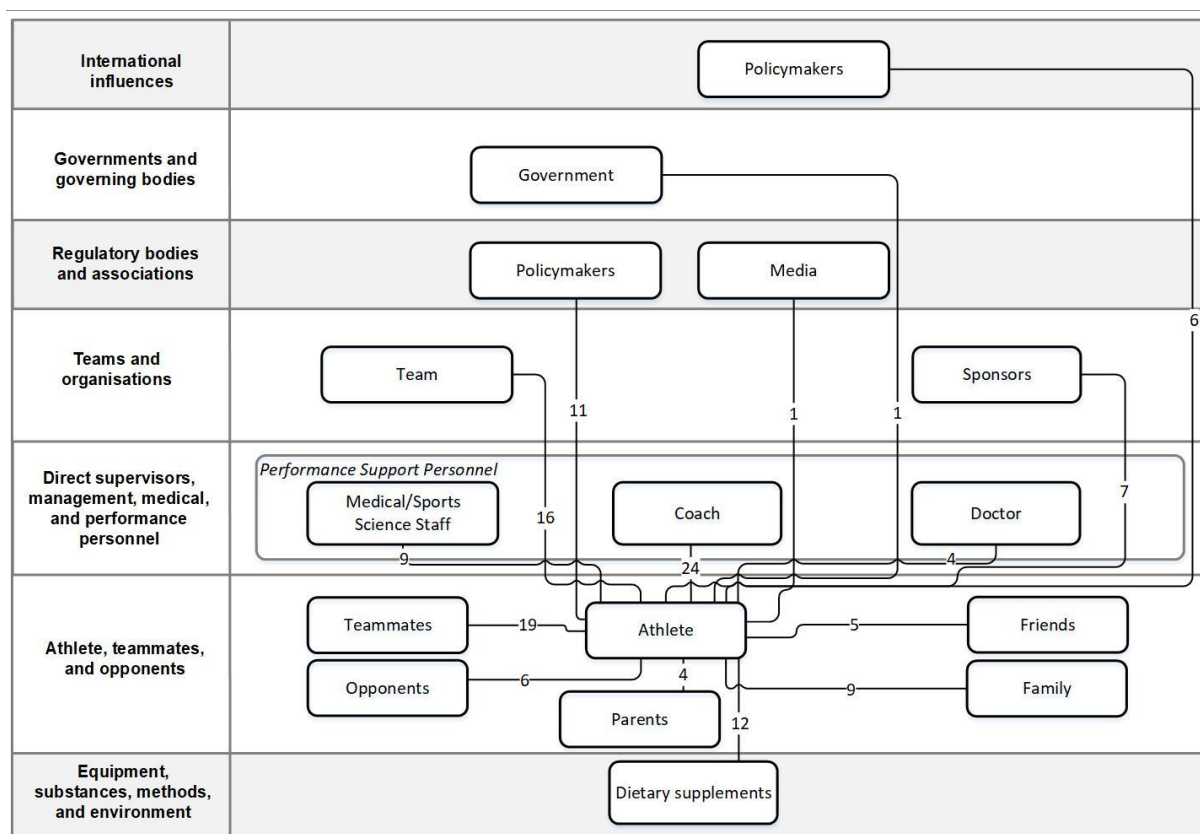 International
influences
Policymakers
Governments and
governing bodies
Government
Regulatory bodies
and associations
Policymakers
Media
6
Teams and
organisations
Team
Sponsors
11
1
1
Direct supervisors,
management, medical,
and performance
personnel
Performance Support Personnel
Medical/Sports
Science Staff
Coach
Doctor
16
7
9
24
4
Athlete, teammates,
and opponents
Teammates
19
Athlete
5
Friends
Opponents
6
4
9
Family
Parents
12
Equipment,
substances, methods,
and environment
Dietary supplements